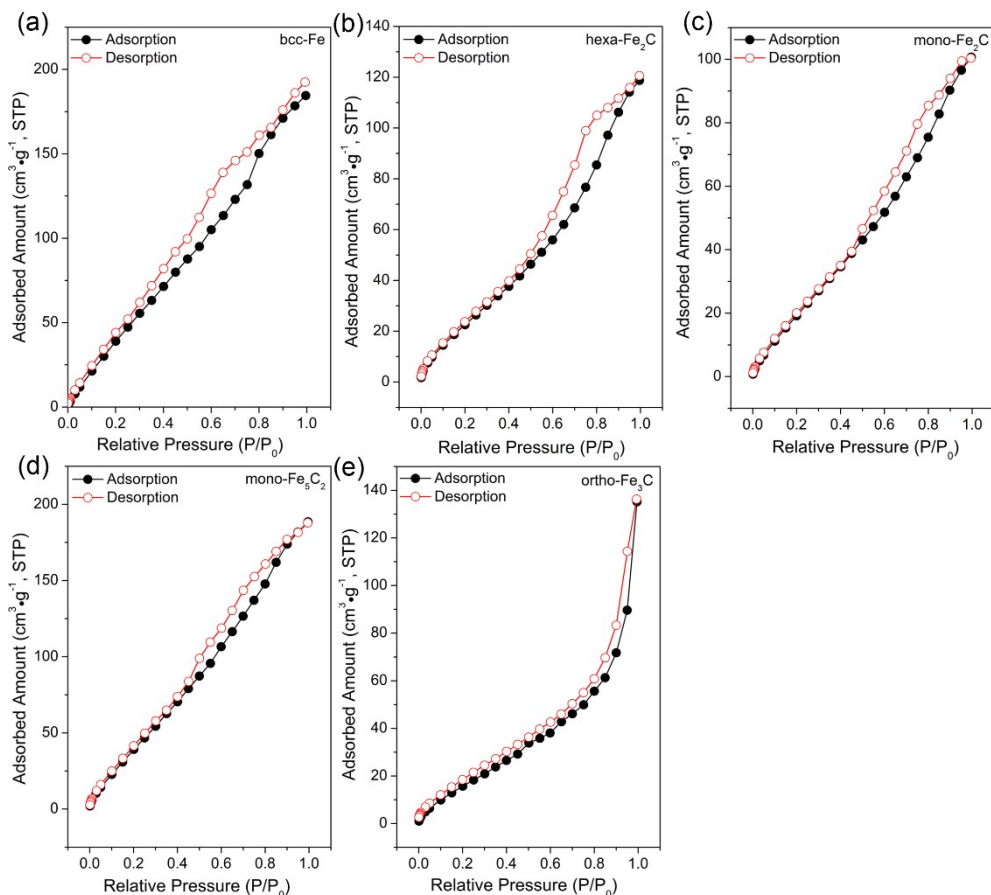 (a)
Adsorption
Desorption
bcc-Fe
Adsorbed Amount (cm³•g⁻¹, STP)
200
150
100
50
0
0.0 0.2 0.4 0.6 0.8 1.0
Relative Pressure (P/P₀)
(b)
Adsorption
Desorption
hexa-Fe₂C
Adsorbed Amount (cm³•g⁻¹, STP)
140
120
100
80
60
40
20
0
0.0 0.2 0.4 0.6 0.8 1.0
Relative Pressure (P/P₀)
(c)
Adsorption
Desorption
mono-Fe₂C
Adsorbed Amount (cm³•g⁻¹, STP)
100
80
60
40
20
0
0.0 0.2 0.4 0.6 0.8 1.0
Relative Pressure (P/P₀)
(d)
Adsorption
Desorption
mono-Fe₅C₂
Adsorbed Amount (cm³•g⁻¹, STP)
200
150
100
50
0
0.0 0.2 0.4 0.6 0.8 1.0
Relative Pressure (P/P₀)
(e)
Adsorption
Desorption
ortho-Fe₃C
Adsorbed Amount (cm³•g⁻¹, STP)
140
120
100
80
60
40
20
0
0.0 0.2 0.4 0.6 0.8 1.0
Relative Pressure (P/P₀)